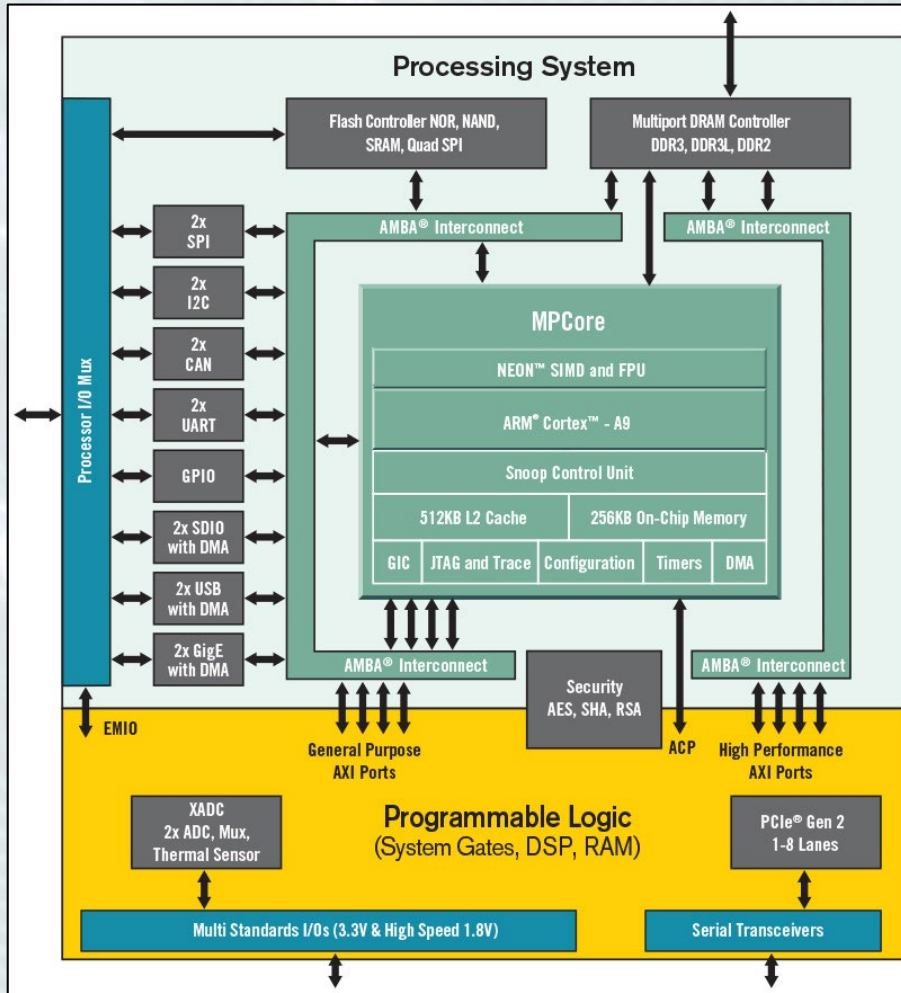 Processing System
Flash Controller NOR, NAND,
SRAM, Quad SPI
Multiport DRAM Controller
DDR3, DDR3L, DDR2
AMBA® Interconnect
AMBA® Interconnect
Processor I/O Mux
2x
SPI
2x
I2C
2x
CAN
2x
UART
GPIO
2x SDIO
with DMA
2x USB
with DMA
2x GigE
with DMA
MPCore
NEON™ SIMD and FPU
ARM® Cortex™ - A9
Snoop Control Unit
512KB L2 Cache
256KB On-Chip Memory
GIC
JTAG and Trace
Configuration
Timers
DMA
AMBA® Interconnect
AMBA® Interconnect
Security
AES, SHA, RSA
EMIO
General Purpose
AXI Ports
ACP
High Performance
AXI Ports
XADC
2x ADC, Mux,
Thermal Sensor
Programmable Logic
(System Gates, DSP, RAM)
PCIe® Gen 2
1-8 Lanes
Multi Standards I/Os (3.3V & High Speed 1.8V)
Serial Transceivers